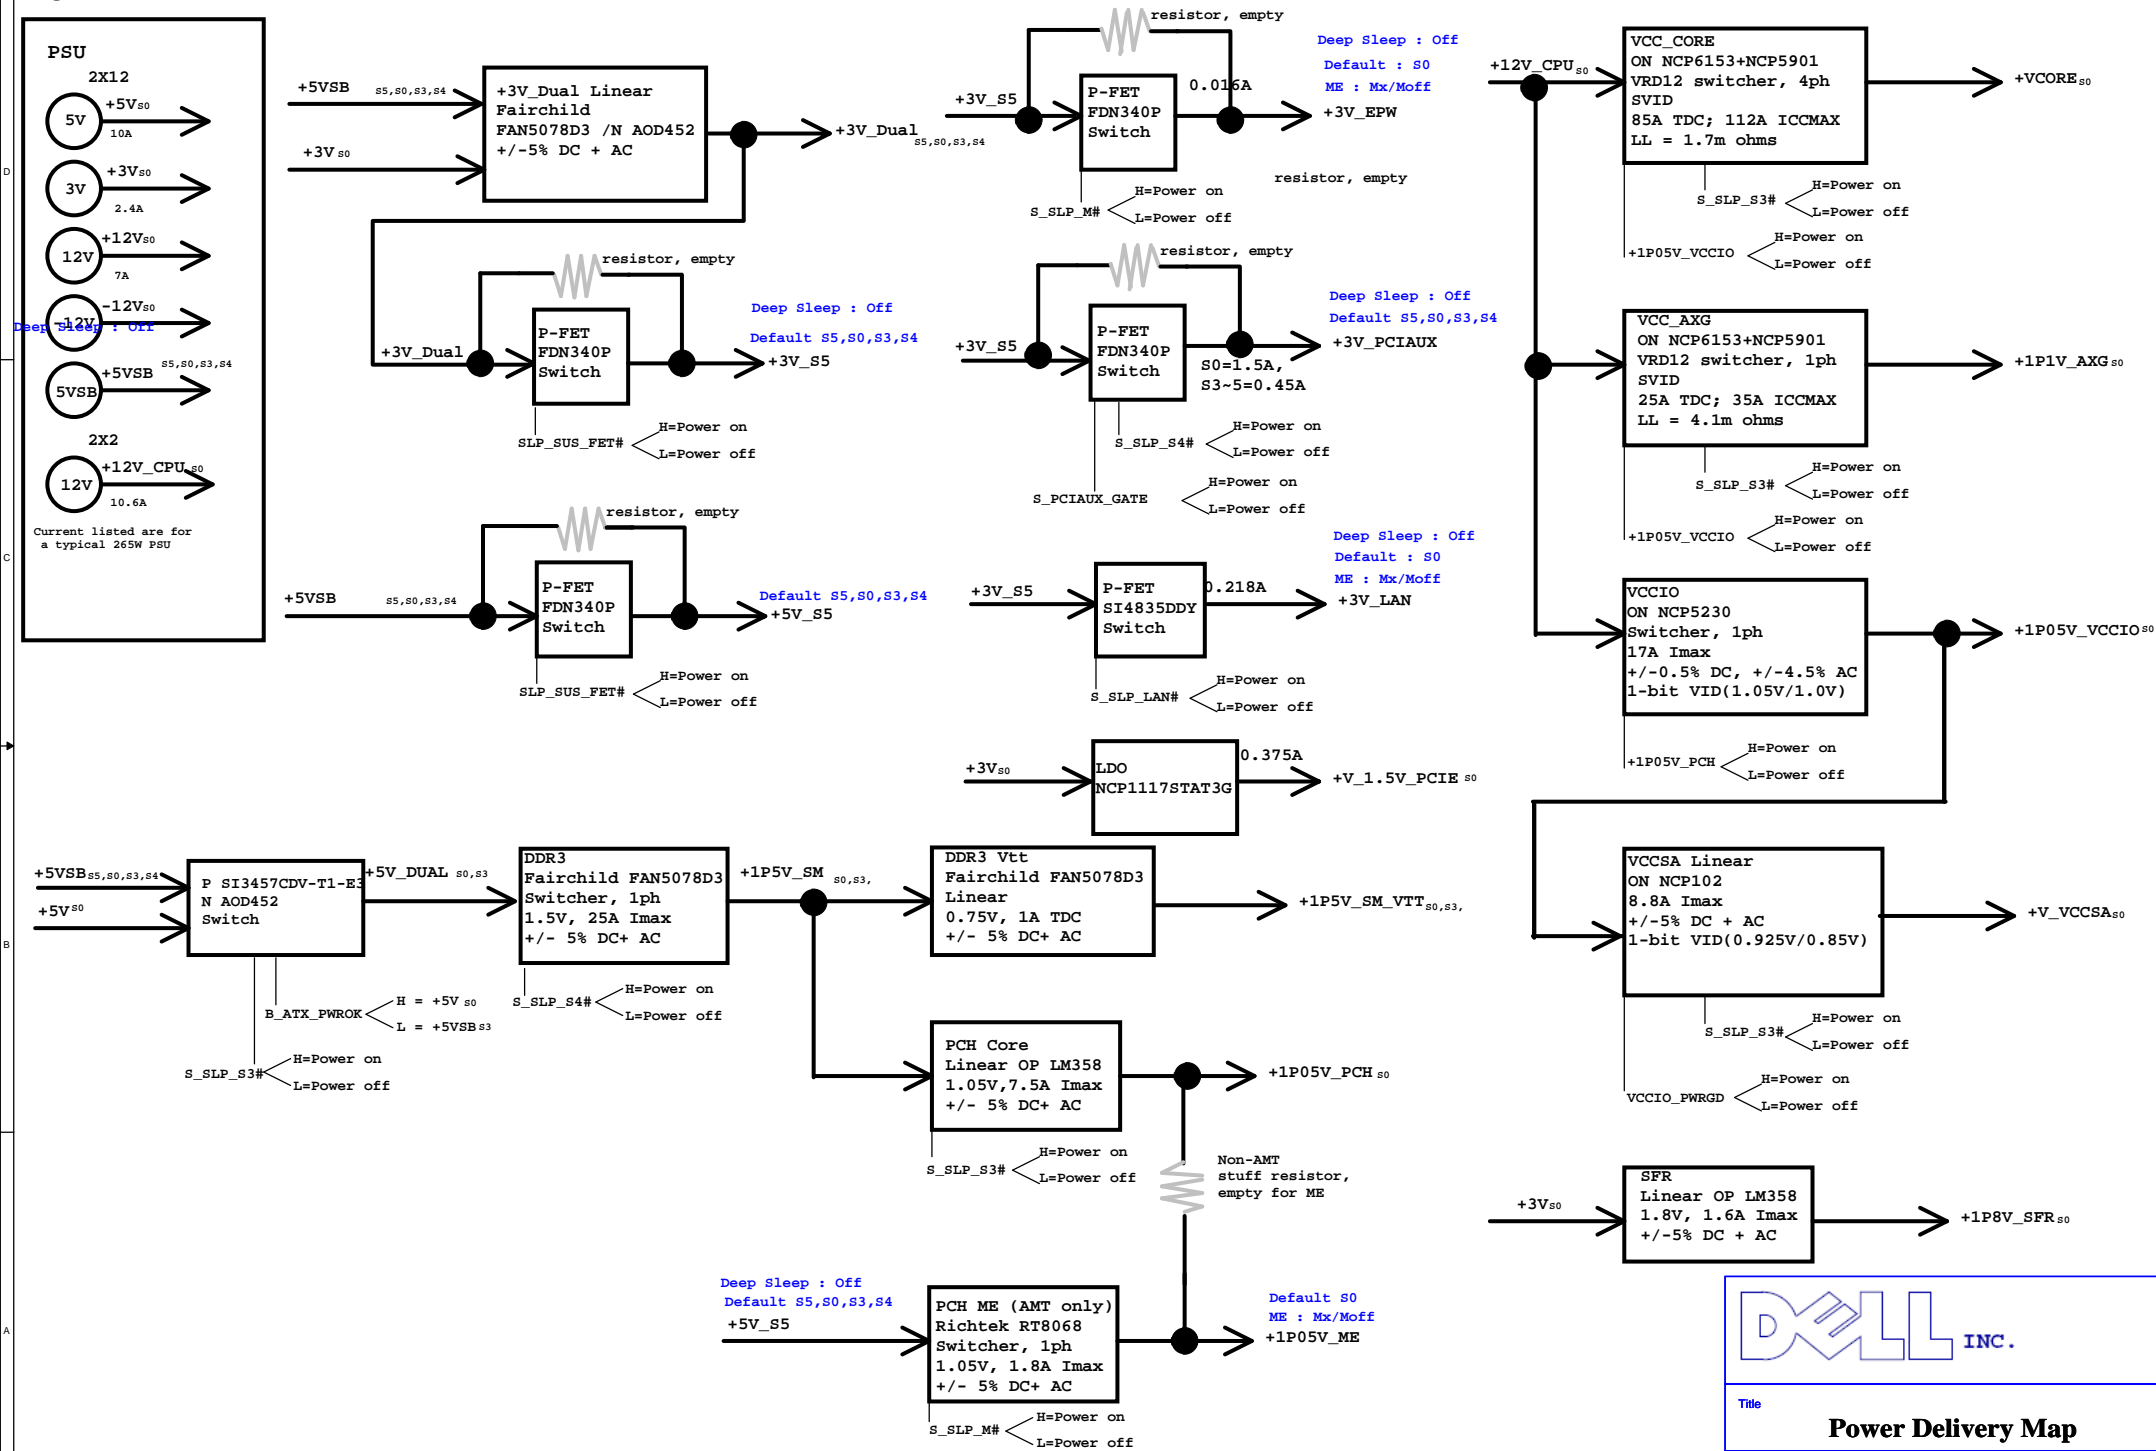 PSU
2X12
5V
+5VS0
10A
3V
+3VS0
2.4A
12V
+12VS0
7A
-12V
-12VS0
Deep Sleep : Off
5VSB
+5VSB S5,S0,S3,S4
2X2
12V
+12V_CPU S0
10.6A
Current listed are for
a typical 265W PSU
+5VSB S5,S0,S3,S4
+3V S0
+3V_Dual Linear
Fairchild
FAN5078D3 /N AOD452
+/-5% DC + AC
+3V_Dual S5,S0,S3,S4
resistor, empty
+3V_Dual
P-FET
FDN340P
Switch
Deep Sleep : Off
Default S5,S0,S3,S4
+3V_S5
SLP_SUS_FET#
H=Power on
L=Power off
resistor, empty
+5VSB S5,S0,S3,S4
P-FET
FDN340P
Switch
Default S5,S0,S3,S4
+5V_S5
SLP_SUS_FET#
H=Power on
L=Power off
resistor, empty
+3V_S5
P-FET
FDN340P
Switch
0.016A
Deep Sleep : Off
Default : S0
ME : Mx/Moff
+3V_EPW
S_SLP_M#
H=Power on
L=Power off
resistor, empty
resistor, empty
+3V_S5
P-FET
FDN340P
Switch
Deep Sleep : Off
Default S5,S0,S3,S4
+3V_PCIAUX
S0=1.5A,
S3~5=0.45A
S_SLP_S4#
H=Power on
L=Power off
S_PCIAUX_GATE
H=Power on
L=Power off
+3V_S5
P-FET
SI4835DDY
Switch
0.218A
Deep Sleep : Off
Default : S0
ME : Mx/Moff
+3V_LAN
S_SLP_LAN#
H=Power on
L=Power off
+3VS0
LDO
NCP1117STAT3G
0.375A
+V_1.5V_PCIE S0
+12V_CPU S0
VCC_CORE
ON NCP6153+NCP5901
VRD12 switcher, 4ph
SVID
85A TDC; 112A ICCMAX
LL = 1.7m ohms
+VCORE S0
S_SLP_S3#
H=Power on
L=Power off
+1P05V_VCCIO
H=Power on
L=Power off
VCC_AXG
ON NCP6153+NCP5901
VRD12 switcher, 1ph
SVID
25A TDC; 35A ICCMAX
LL = 4.1m ohms
+1P1V_AXG S0
S_SLP_S3#
H=Power on
L=Power off
+1P05V_VCCIO
H=Power on
L=Power off
VCCIO
ON NCP5230
Switcher, 1ph
17A Imax
+/-0.5% DC, +/-4.5% AC
1-bit VID(1.05V/1.0V)
+1P05V_VCCIO S0
+1P05V_PCH
H=Power on
L=Power off
VCCSA Linear
ON NCP102
8.8A Imax
+/-5% DC + AC
1-bit VID(0.925V/0.85V)
+V_VCCSA S0
S_SLP_S3#
H=Power on
L=Power off
VCCIO_PWRGD
H=Power on
L=Power off
+3VS0
SFR
Linear OP LM358
1.8V, 1.6A Imax
+/-5% DC + AC
+1P8V_SFR S0
+5VSB S5,S0,S3,S4
+5V S0
P SI3457CDV-T1-E3
N AOD452
Switch
+5V_DUAL S0,S3
B_ATX_PWROK
H = +5V S0
L = +5VSB S3
S_SLP_S3#
H=Power on
L=Power off
DDR3
Fairchild FAN5078D3
Switcher, 1ph
1.5V, 25A Imax
+/- 5% DC+ AC
+1P5V_SM S0,S3,
S_SLP_S4#
H=Power on
L=Power off
DDR3 Vtt
Fairchild FAN5078D3
Linear
0.75V, 1A TDC
+/- 5% DC+ AC
+1P5V_SM_VTT S0,S3,
PCH Core
Linear OP LM358
1.05V,7.5A Imax
+/- 5% DC+ AC
+1P05V_PCH S0
S_SLP_S3#
H=Power on
L=Power off
Non-AMT
stuff resistor,
empty for ME
Deep Sleep : Off
Default S5,S0,S3,S4
+5V_S5
PCH ME (AMT only)
Richtek RT8068
Switcher, 1ph
1.05V, 1.8A Imax
+/- 5% DC+ AC
Default S0
ME : Mx/Moff
+1P05V_ME
S_SLP_M#
H=Power on
L=Power off
D
C
B
A
DELL INC.
Title
Power Delivery Map